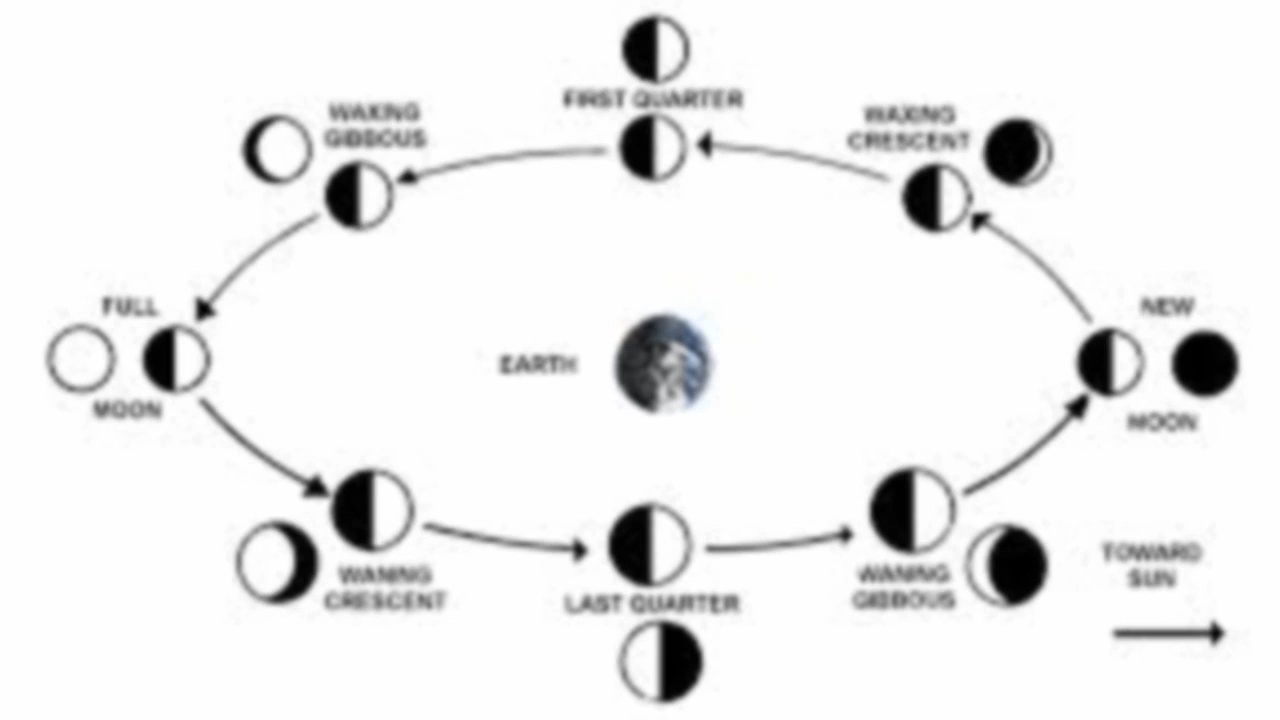 FIRST QUARTER
WAXING
GIBBOUS
WAXING
CRESCENT
FULL
MOON
NEW
MOON
EARTH
WANING
CRESCENT
LAST QUARTER
WANING
GIBBOUS
TOWARD
SUN